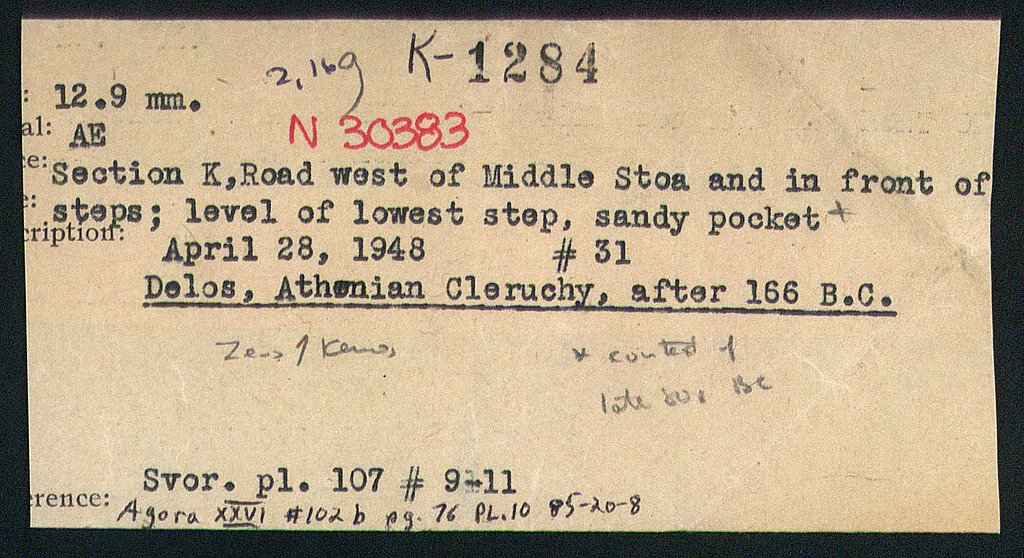 2,16g K-1284
: 12.9 mm.
al: AE N 30383
e: Section K, Road west of Middle Stoa and in front of
e: steps; level of lowest step, sandy pocket +
cription:
April 28, 1948 # 31
Delos, Athenian Cleruchy, after 166 B.C.
Zeus / Kernos
* context of
late BC
Svor. pl. 107 # 9-11
erence: Agora XXVI #102 b pg. 76 PL.10 85-20-8